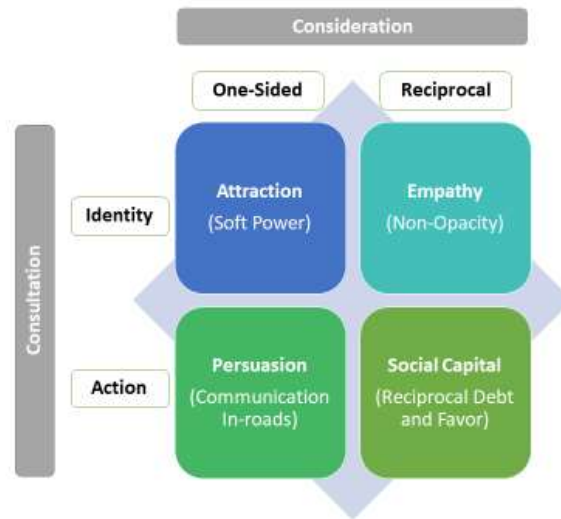 Consideration
One-Sided
Reciprocal
Consultation
Identity
Attraction
(Soft Power)
Empathy
(Non-Opacity)
Action
Persuasion
(Communication
In-roads)
Social Capital
(Reciprocal Debt
and Favor)